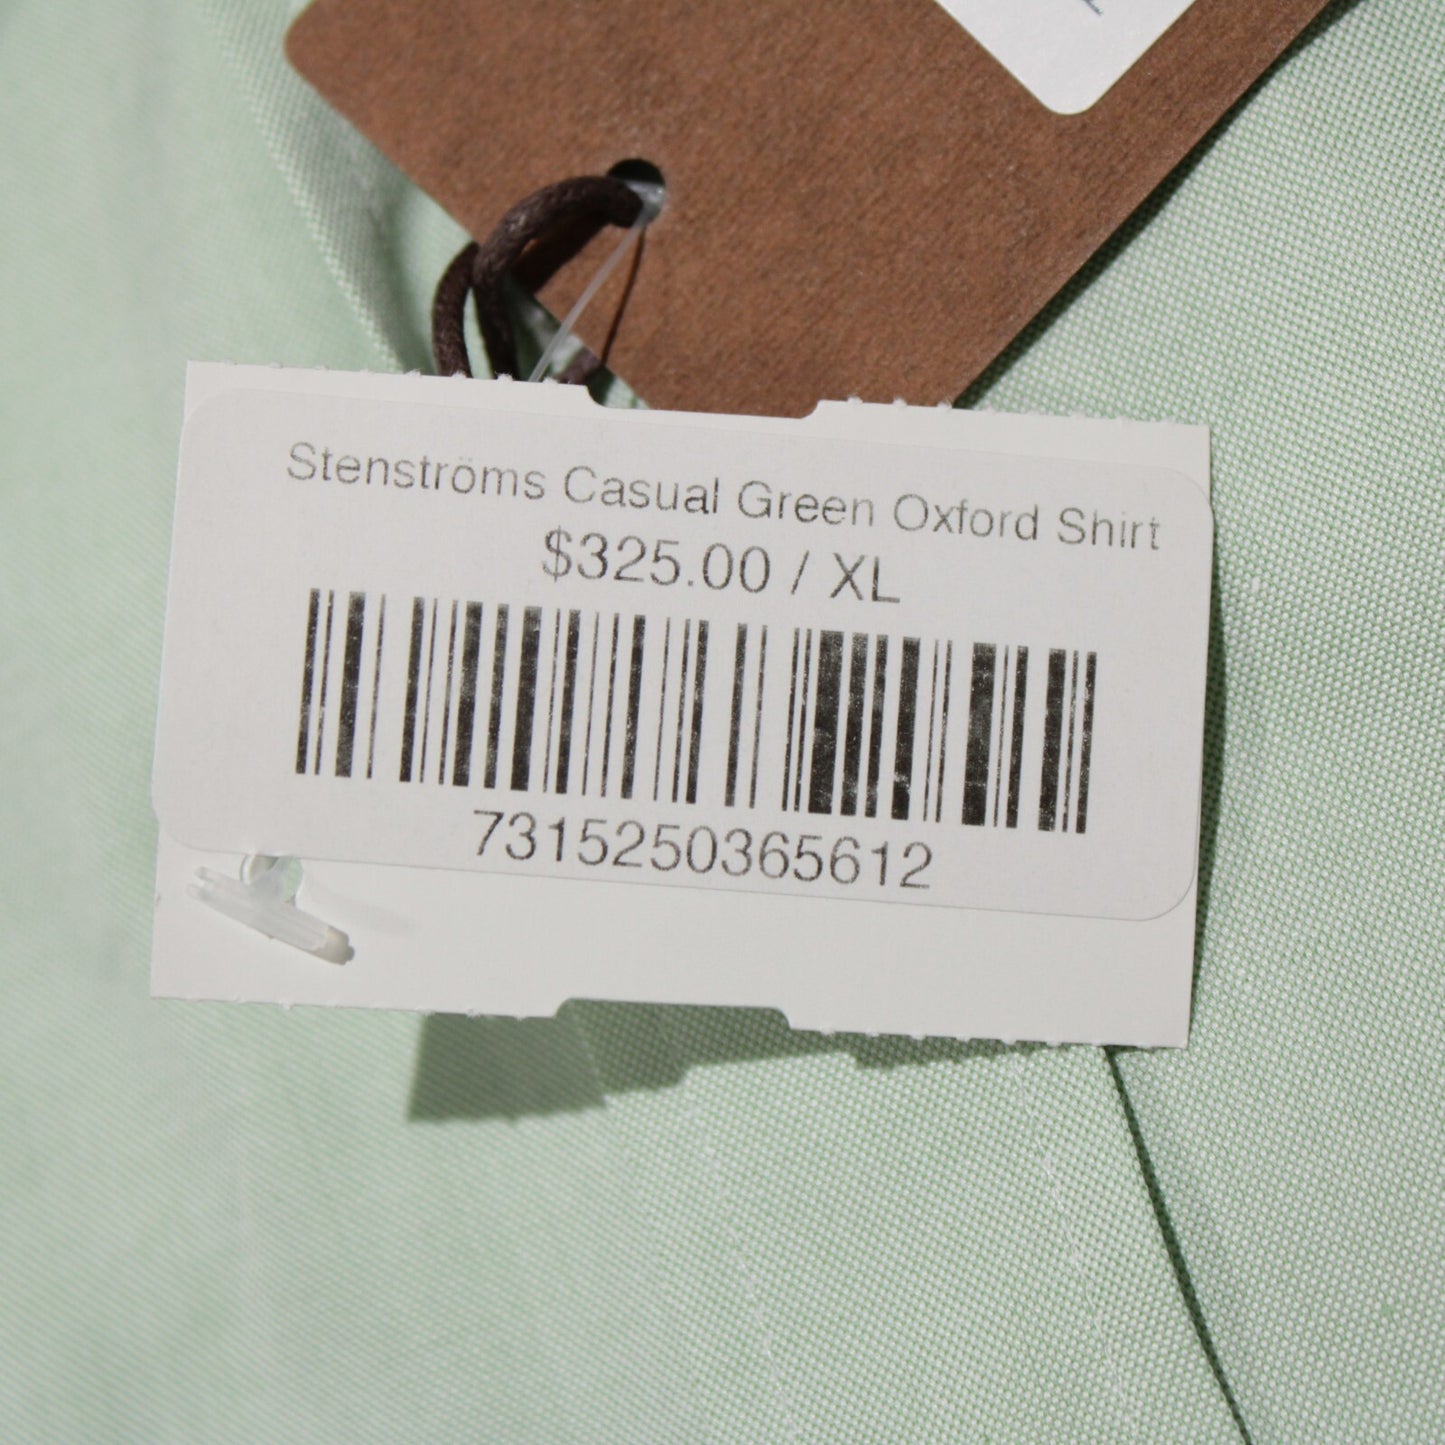 Stenströms Casual Green Oxford Shirt
$325.00 / XL
7315250365612